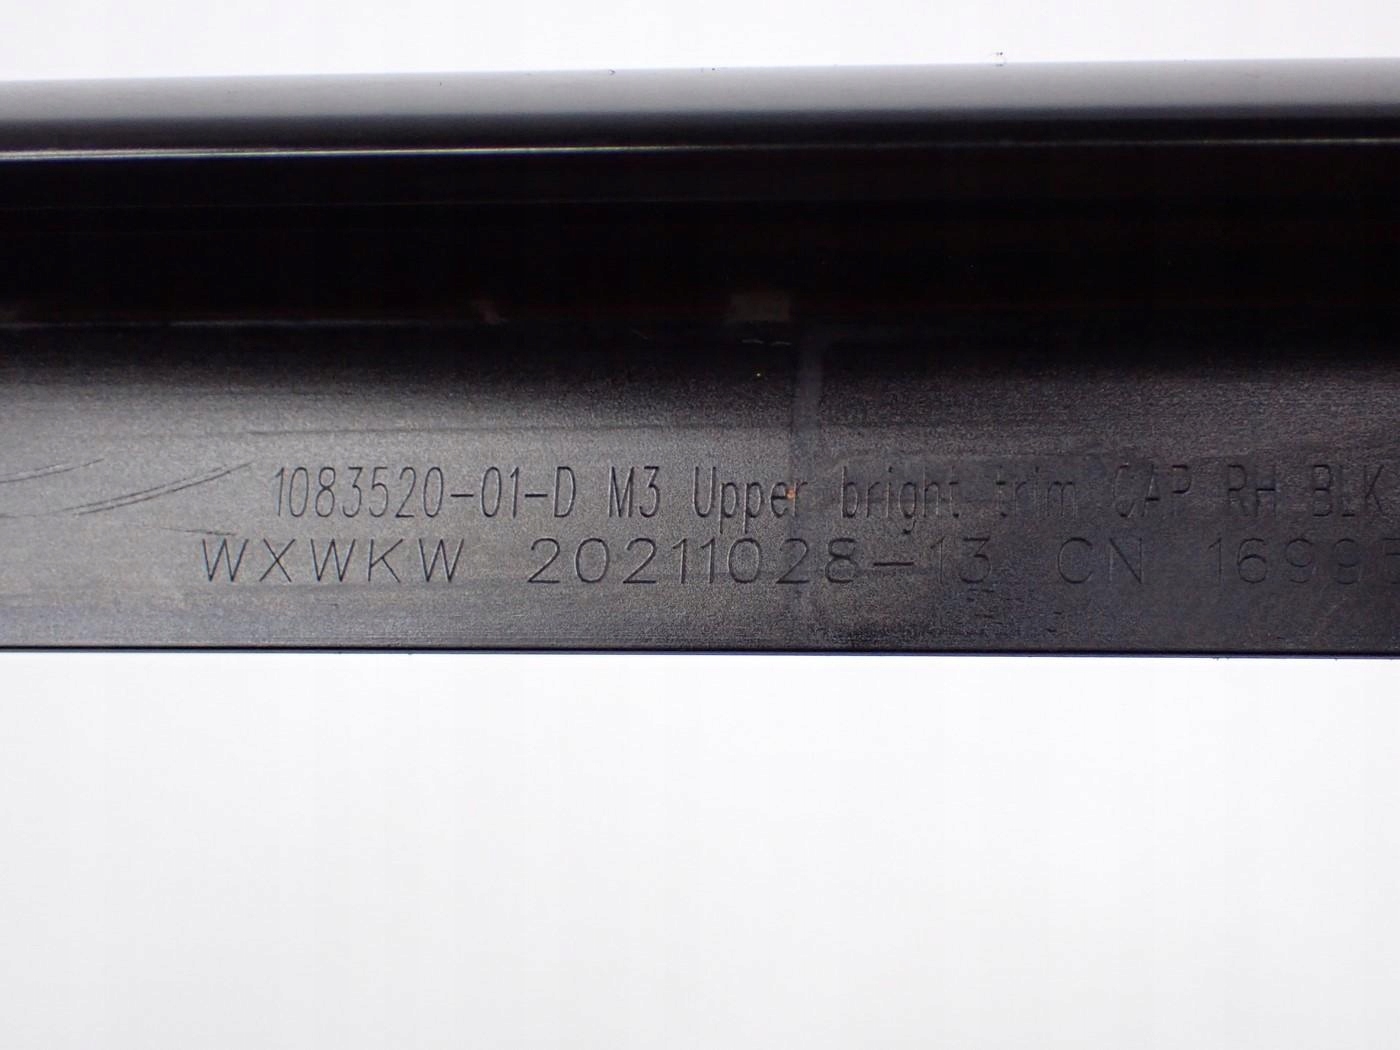 1083520-01-D M3 Upper bright trim CAP RH BLK
WXWKW 20211028-13 CN